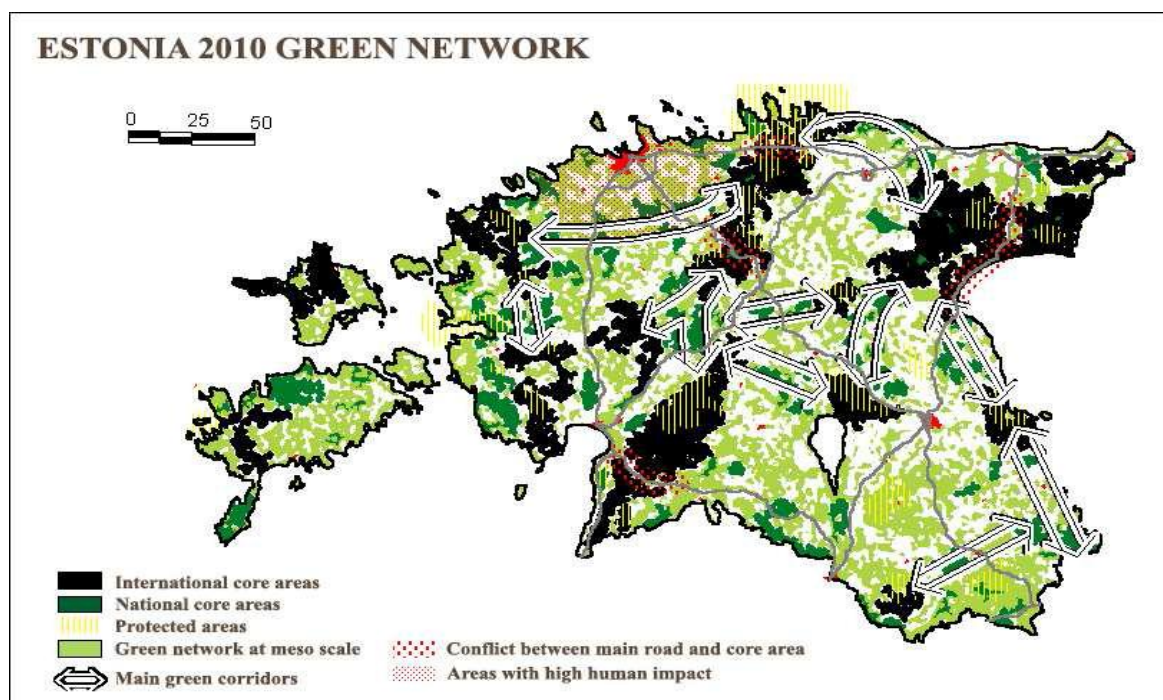 ESTONIA 2010 GREEN NETWORK
0 25 50
International core areas
National core areas
Protected areas
Green network at meso scale
Main green corridors
Conflict between main road and core area
Areas with high human impact